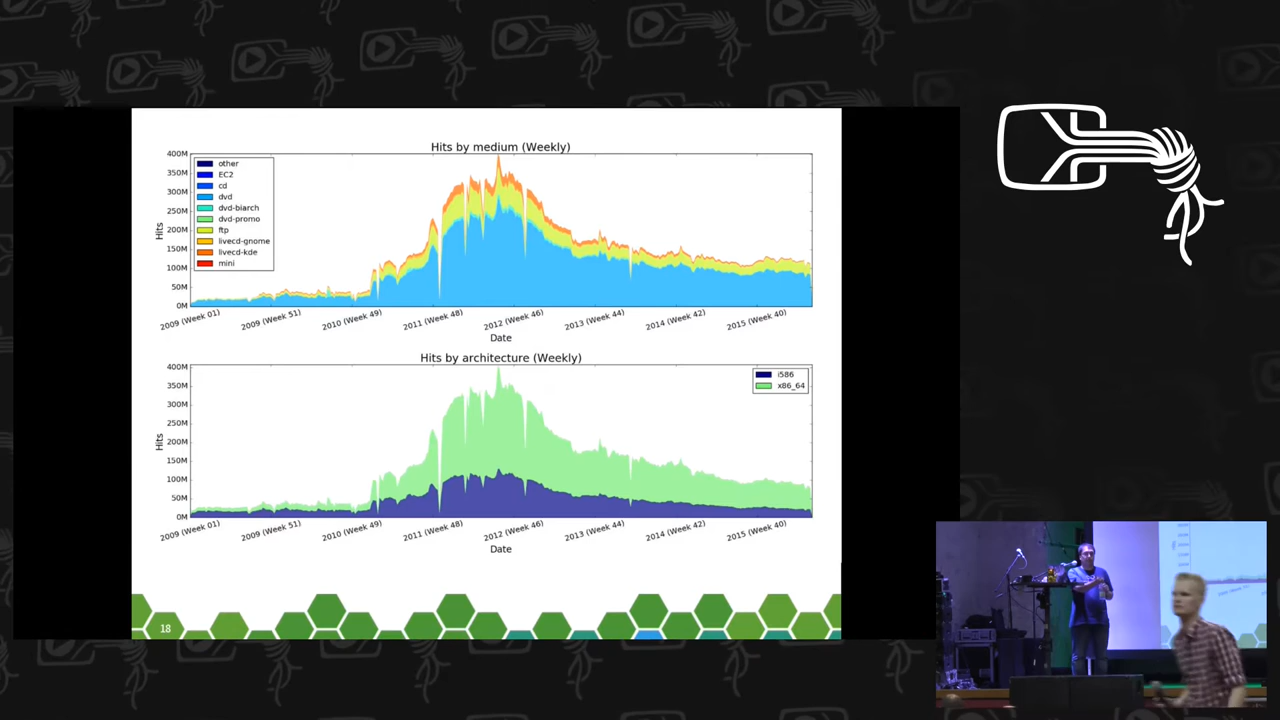 Hits by medium (Weekly)
400M
350M
300M
250M
200M
150M
100M
50M
0M
Hits
other
EC2
cd
dvd
dvd-biarch
dvd-promo
ftp
livecd-gnome
livecd-kde
mini
2009 (Week 01)
2009 (Week 51)
2010 (Week 49)
2011 (Week 48)
2012 (Week 46)
2013 (Week 44)
2014 (Week 42)
2015 (Week 40)
Date
Hits by architecture (Weekly)
400M
350M
300M
250M
200M
150M
100M
50M
0M
Hits
i586
x86_64
2009 (Week 01)
2009 (Week 51)
2010 (Week 49)
2011 (Week 48)
2012 (Week 46)
2013 (Week 44)
2014 (Week 42)
2015 (Week 40)
Date
18